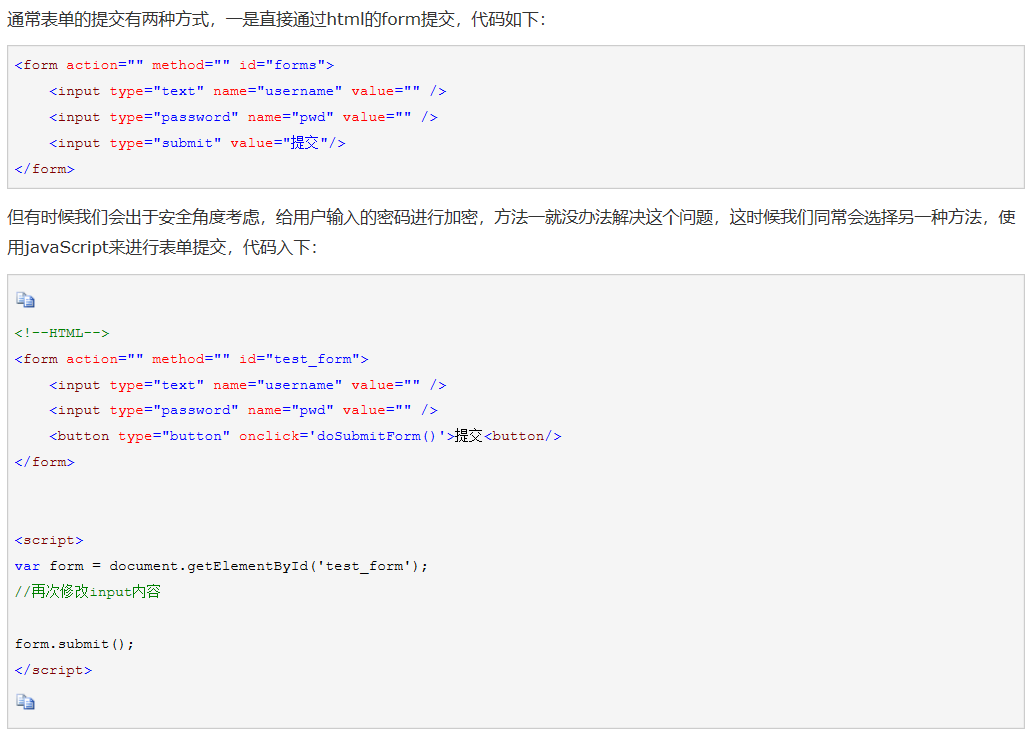 通常表单的提交有两种方式，一是直接通过html的form提交，代码如下：
<form action="" method="" id="forms">
    <input type="text" name="username" value="" />
    <input type="password" name="pwd" value="" />
    <input type="submit" value="提交"/>
</form>
但有时候我们会出于安全角度考虑，给用户输入的密码进行加密，方法一就没办法解决这个问题，这时候我们同常会选择另一种方法，使
用javaScript来进行表单提交，代码入下：
<!--HTML-->
<form action="" method="" id="test_form">
    <input type="text" name="username" value="" />
    <input type="password" name="pwd" value="" />
    <button type="button" onclick='doSubmitForm()'>提交<button/>
</form>
<script>
var form = document.getElementById('test_form');
//再次修改input内容
form.submit();
</script>